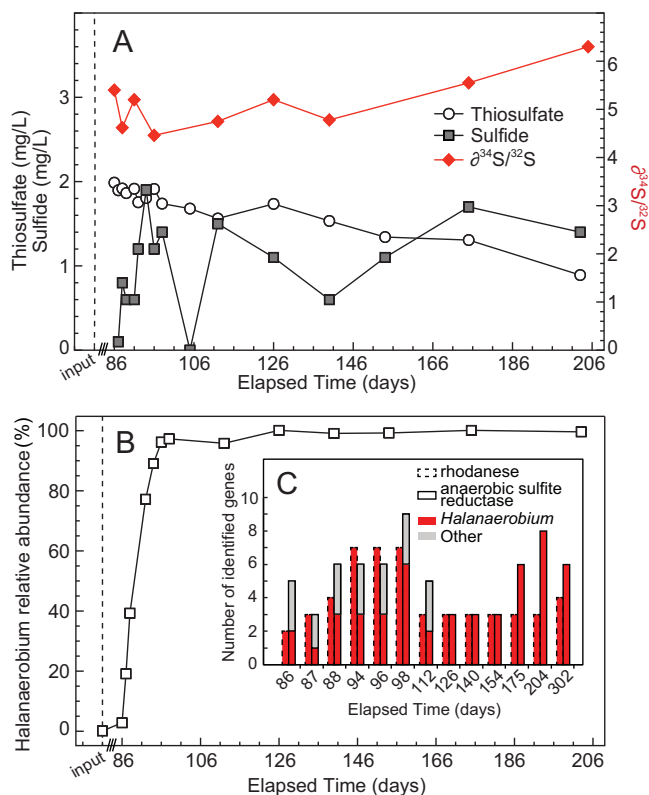 A
Thiosulfate (mg/L)
Sulfide (mg/L)
3
2
1
0
6
5
4
3
2
1
0
∂³⁴S/³²S
Thiosulfate
Sulfide
∂³⁴S/³²S
input
86
106
126
146
166
186
206
Elapsed Time (days)
B
Halanaerobium relative abundance (%)
100
80
60
40
20
0
input
86
106
126
146
166
186
206
Elapsed Time (days)
C
rhodanese
anaerobic sulfite
reductase
Halanaerobium
Other
Number of identified genes
10
8
6
4
2
0
86
87
88
94
96
98
112
126
140
154
175
204
302
Elapsed Time (days)